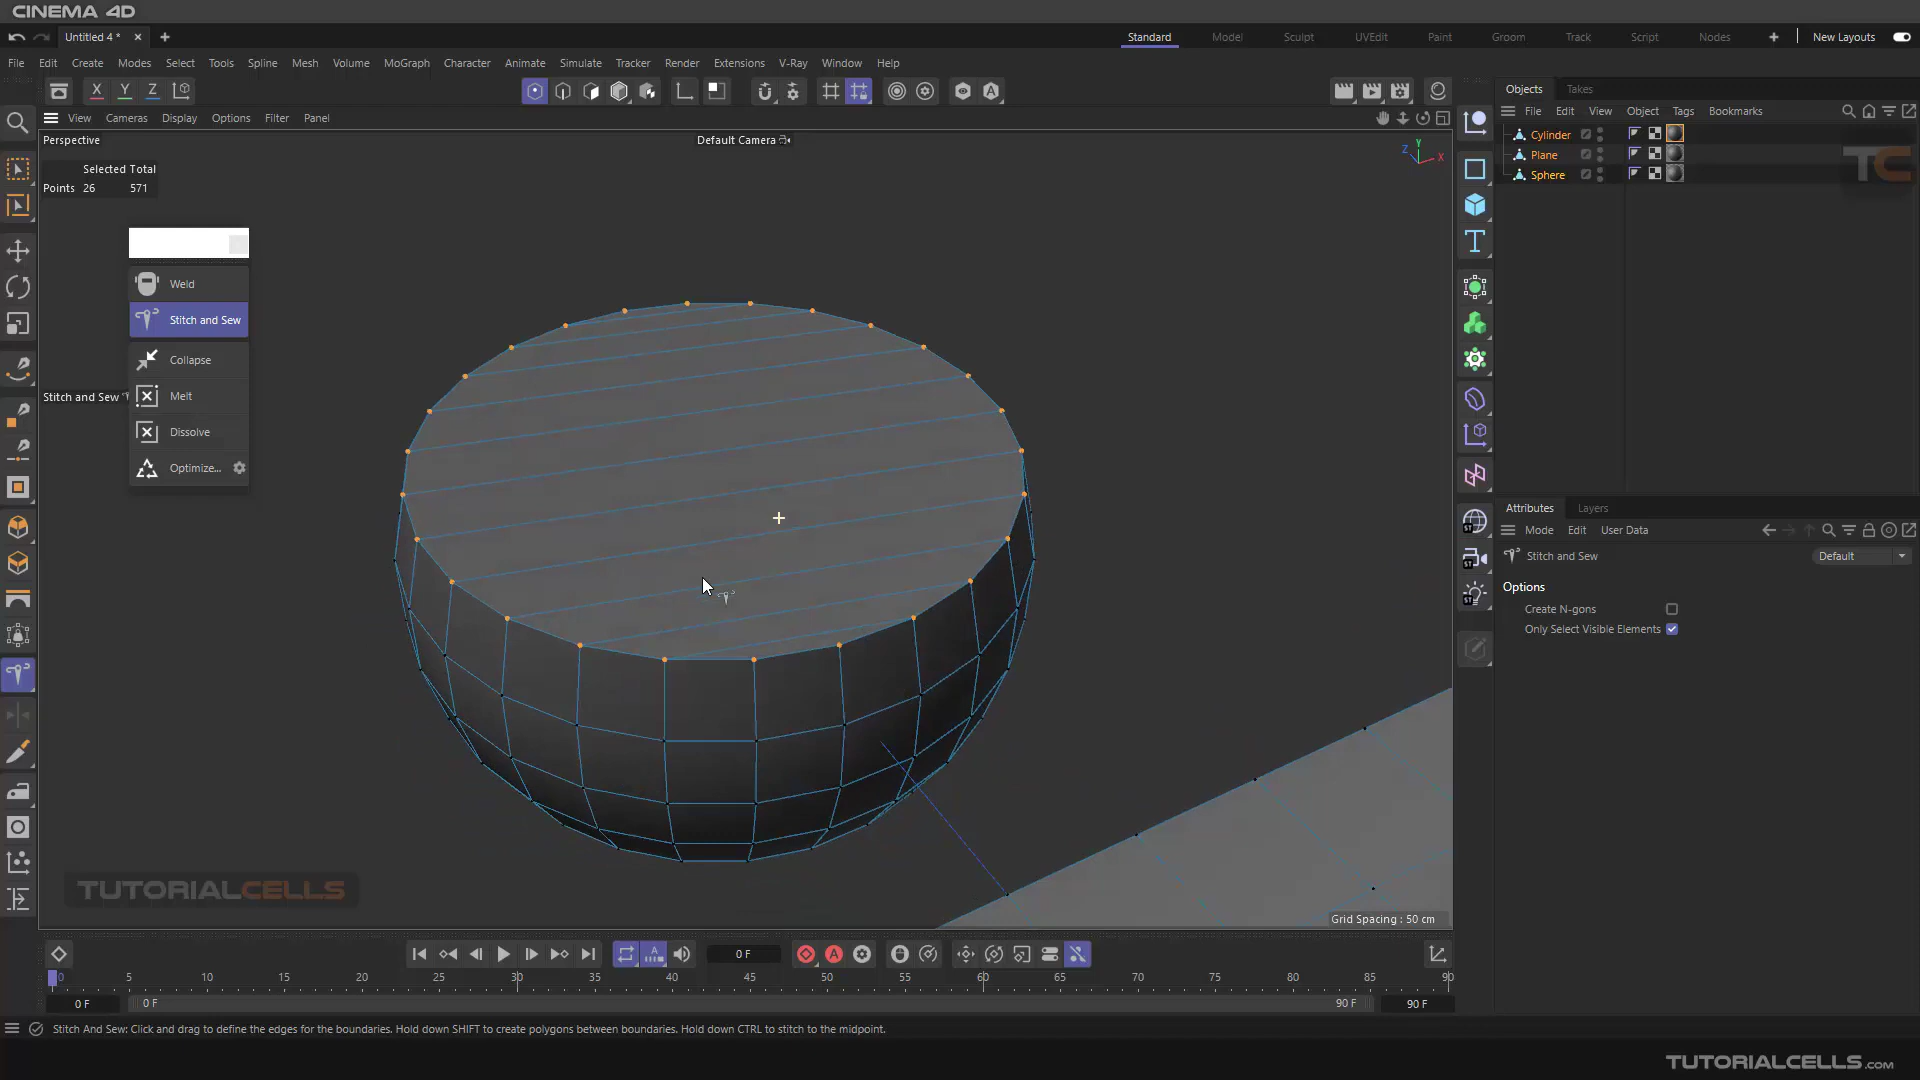 CINEMA 4D
Untitled 4 *
Standard
Model
Sculpt
UVEdit
Paint
Groom
Track
Script
Nodes
New Layouts
File Edit Create Modes Select Tools Spline Mesh Volume MoGraph Character Animate Simulate Tracker Render Extensions V-Ray Window Help
X Y Z
Objects Takes
View Cameras Display Options Filter Panel
File Edit View Object Tags Bookmarks
Perspective
Default Camera
Cylinder
Plane
Sphere
TC
Z Y X
Selected Total
Points 26 571
Weld
Stitch and Sew
Collapse
Stitch and Sew
Melt
Dissolve
Optimize...
Attributes Layers
Mode Edit User Data
Stitch and Sew
Default
Options
Create N-gons
Only Select Visible Elements
ST
ST
ST
TUTORIALCELLS
Grid Spacing : 50 cm
0 F
0 5 10 15 20 25 30 35 40 45 50 55 60 65 70 75 80 85 90
0 F
0 F
90 F
90 F
Stitch And Sew: Click and drag to define the edges for the boundaries. Hold down SHIFT to create polygons between boundaries. Hold down CTRL to stitch to the midpoint.
TUTORIALCELLS.COM